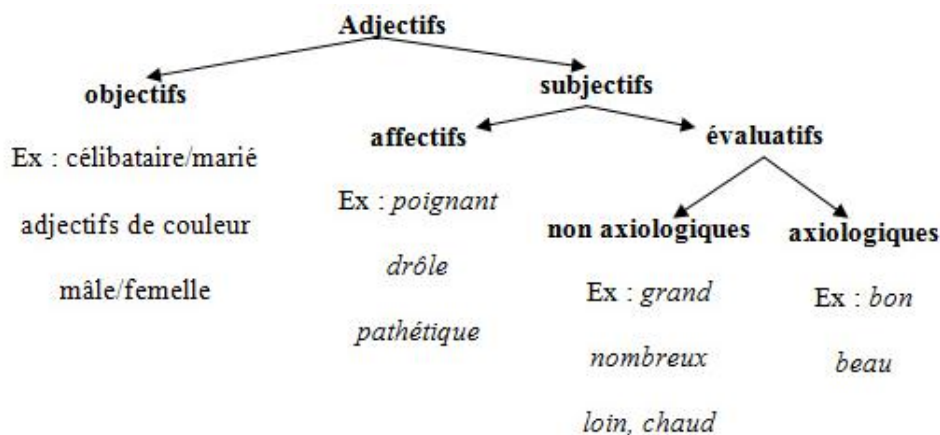 Adjectifs
objectifs
subjectifs
Ex : célibataire/marié
adjectifs de couleur
mâle/femelle
affectifs
évaluatifs
Ex : poignant
drôle
pathétique
non axiologiques
axiologiques
Ex : grand
nombreux
loin, chaud
Ex : bon
beau